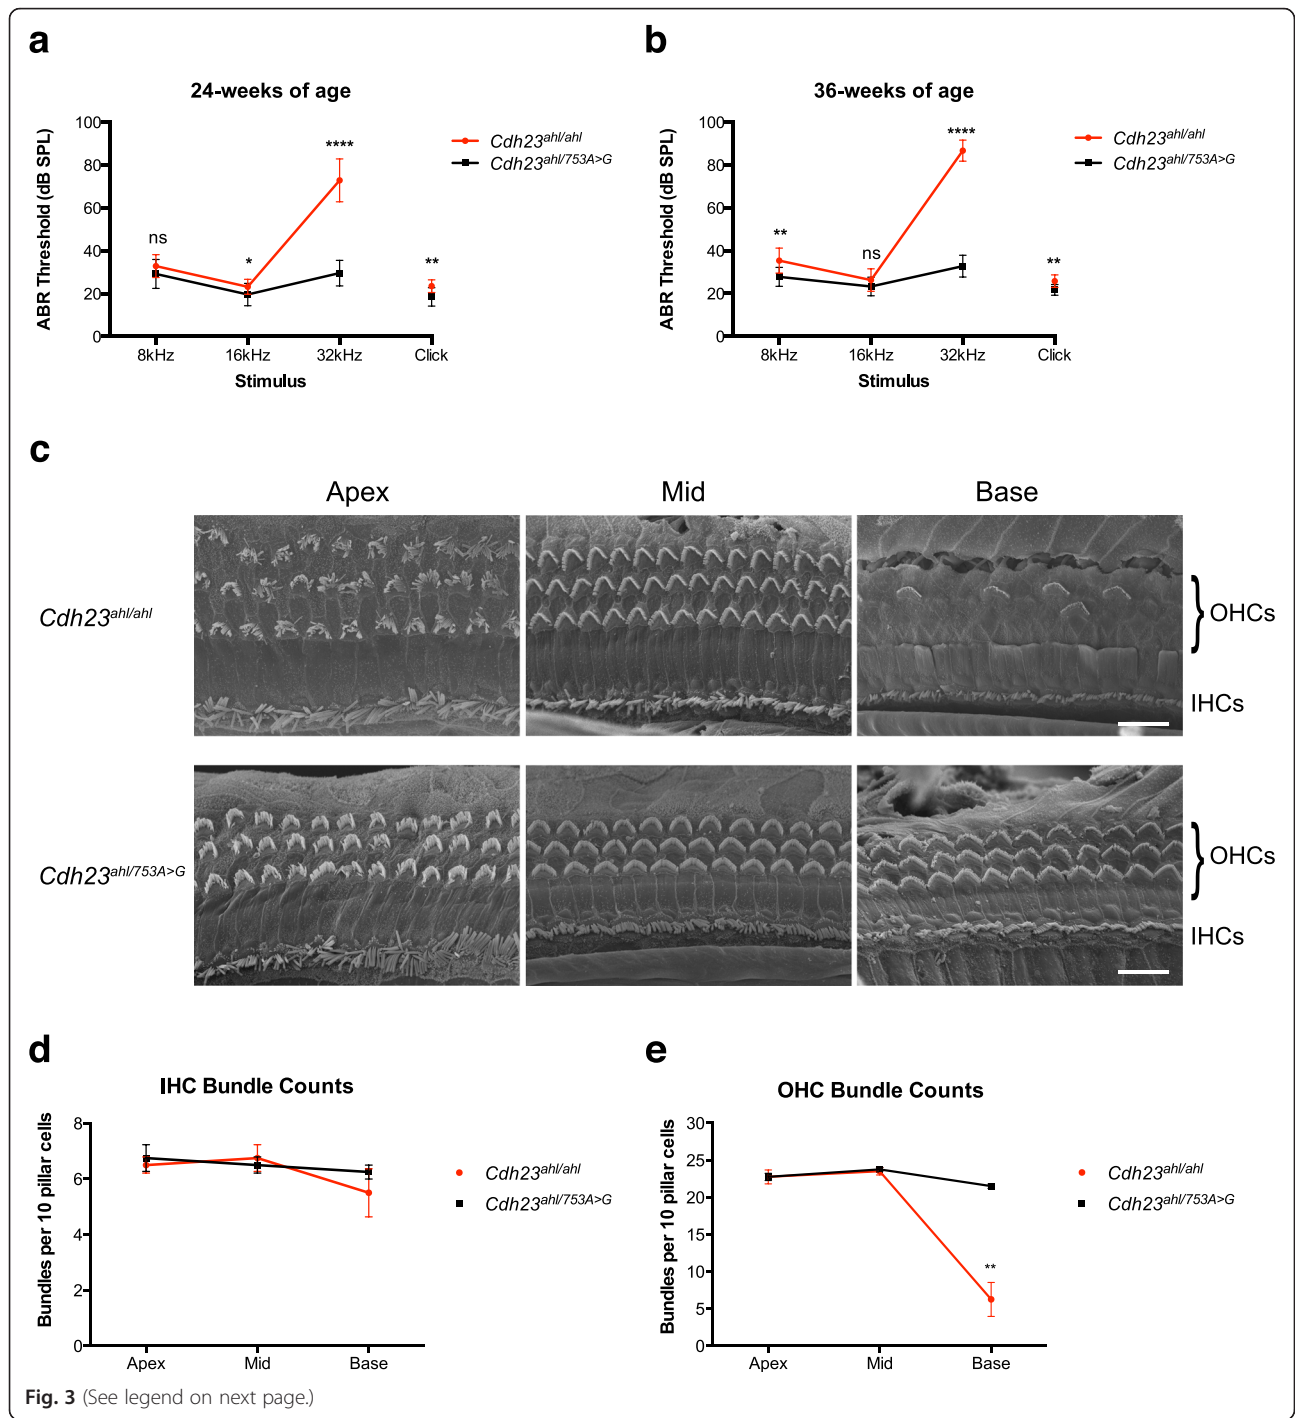 a
24-weeks of age
ABR Threshold (dB SPL)
100
80
60
40
20
0
ns
*
****
**
8kHz
16kHz
32kHz
Click
Stimulus
Cdh23ahl/ahl
Cdh23ahl/753A>G
b
36-weeks of age
ABR Threshold (dB SPL)
100
80
60
40
20
0
**
ns
****
**
8kHz
16kHz
32kHz
Click
Stimulus
Cdh23ahl/ahl
Cdh23ahl/753A>G
c
Apex
Mid
Base
Cdh23ahl/ahl
OHCs
IHCs
Cdh23ahl/753A>G
OHCs
IHCs
d
IHC Bundle Counts
Bundles per 10 pillar cells
8
6
4
2
0
Apex
Mid
Base
Cdh23ahl/ahl
Cdh23ahl/753A>G
e
OHC Bundle Counts
Bundles per 10 pillar cells
30
25
20
15
10
5
0
**
Apex
Mid
Base
Cdh23ahl/ahl
Cdh23ahl/753A>G
Fig. 3 (See legend on next page.)